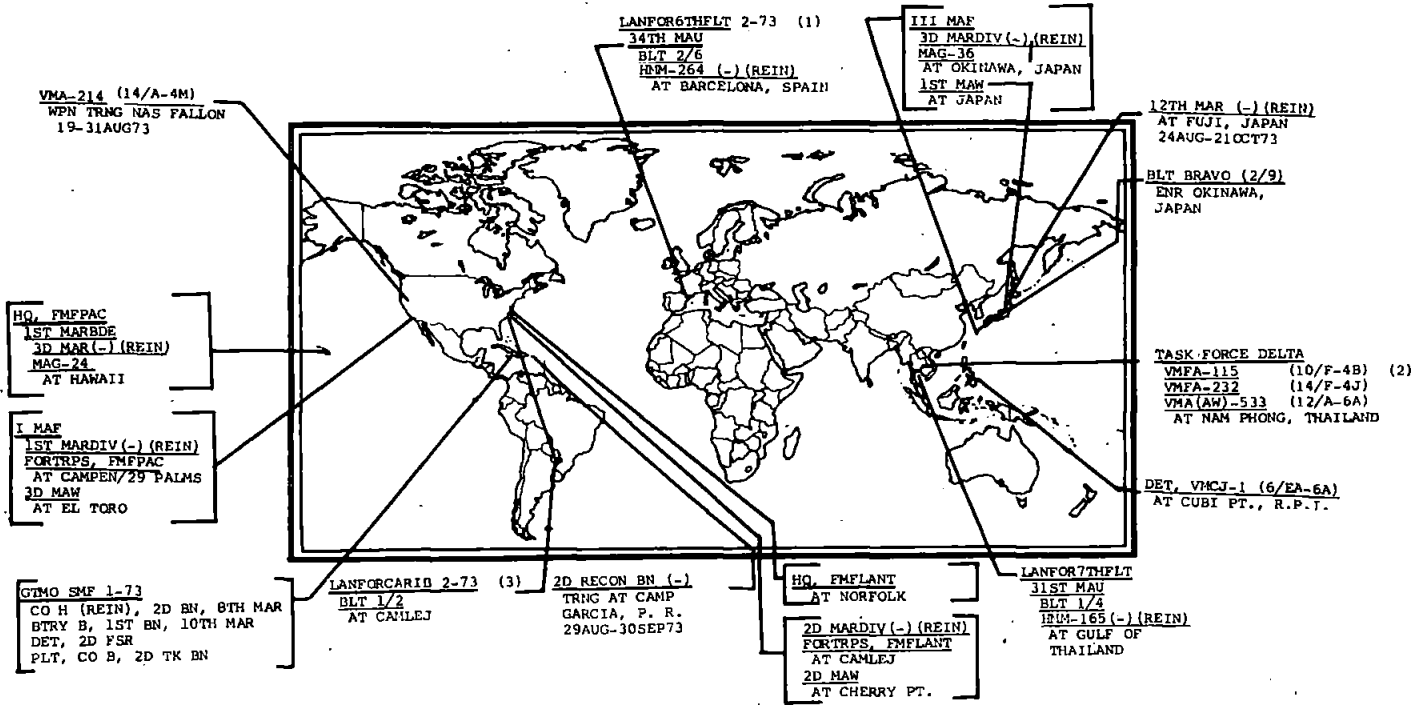 LANFOR6THFLT 2-73 (1)
34TH MAU
BLT 2/6
HMM-264 (-) (REIN)
AT BARCELONA, SPAIN
III MAF
3D MARDIV(-)(REIN)
MAG-36
AT OKINAWA, JAPAN
1ST MAW
AT JAPAN
VMA-214 (14/A-4M)
WPN TRNG NAS FALLON
19-31AUG73
12TH MAR (-)(REIN)
AT FUJI, JAPAN
24AUG-21OCT73
BLT BRAVO (2/9)
ENR OKINAWA,
JAPAN
HQ, FMFPAC
1ST MARBDE
3D MAR(-)(REIN)
MAG-24
AT HAWAII
TASK FORCE DELTA
VMFA-115 (10/F-4B) (2)
VMFA-232 (14/F-4J)
VMA(AW)-533 (12/A-6A)
AT NAM PHONG, THAILAND
I MAF
1ST MARDIV(-)(REIN)
FORTRPS, FMFPAC
AT CAMPEN/29 PALMS
3D MAW
AT EL TORO
DET, VMCJ-1 (6/EA-6A)
AT CUBI PT., R.P.I.
GTMO SMF 1-73
CO H (REIN), 2D BN, 8TH MAR
BTRY B, 1ST BN, 10TH MAR
DET, 2D FSR
PLT, CO B, 2D TK BN
LANFORCARIB 2-73 (3)
BLT 1/2
AT CAMLEJ
2D RECON BN (-)
TRNG AT CAMP
GARCIA, P. R.
29AUG-30SEP73
HQ, FMFLANT
AT NORFOLK
2D MARDIV(-)(REIN)
FORTRPS, FMFLANT
AT CAMLEJ
2D MAW
AT CHERRY PT.
LANFOR7THFLT
31ST MAU
BLT 1/4
HMM-165(-)(REIN)
AT GULF OF
THAILAND